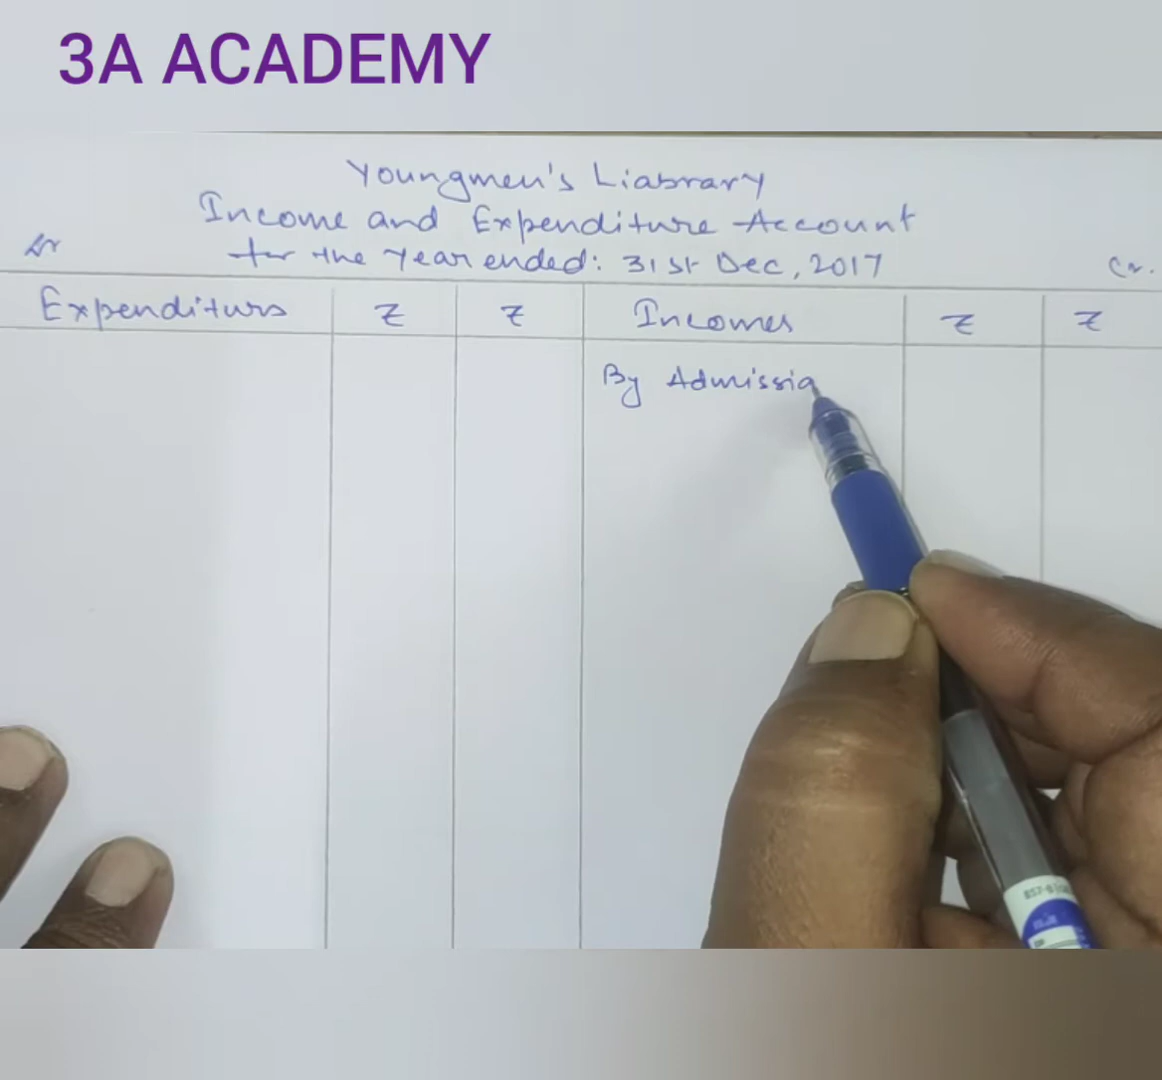 3A ACADEMY
Youngmen's Liabrary
Income and Expenditure Account
Dr for the Year ended: 31st Dec, 2017 Cr.
Expenditurs ₹ ₹ Incomes ₹ ₹
By Admissio